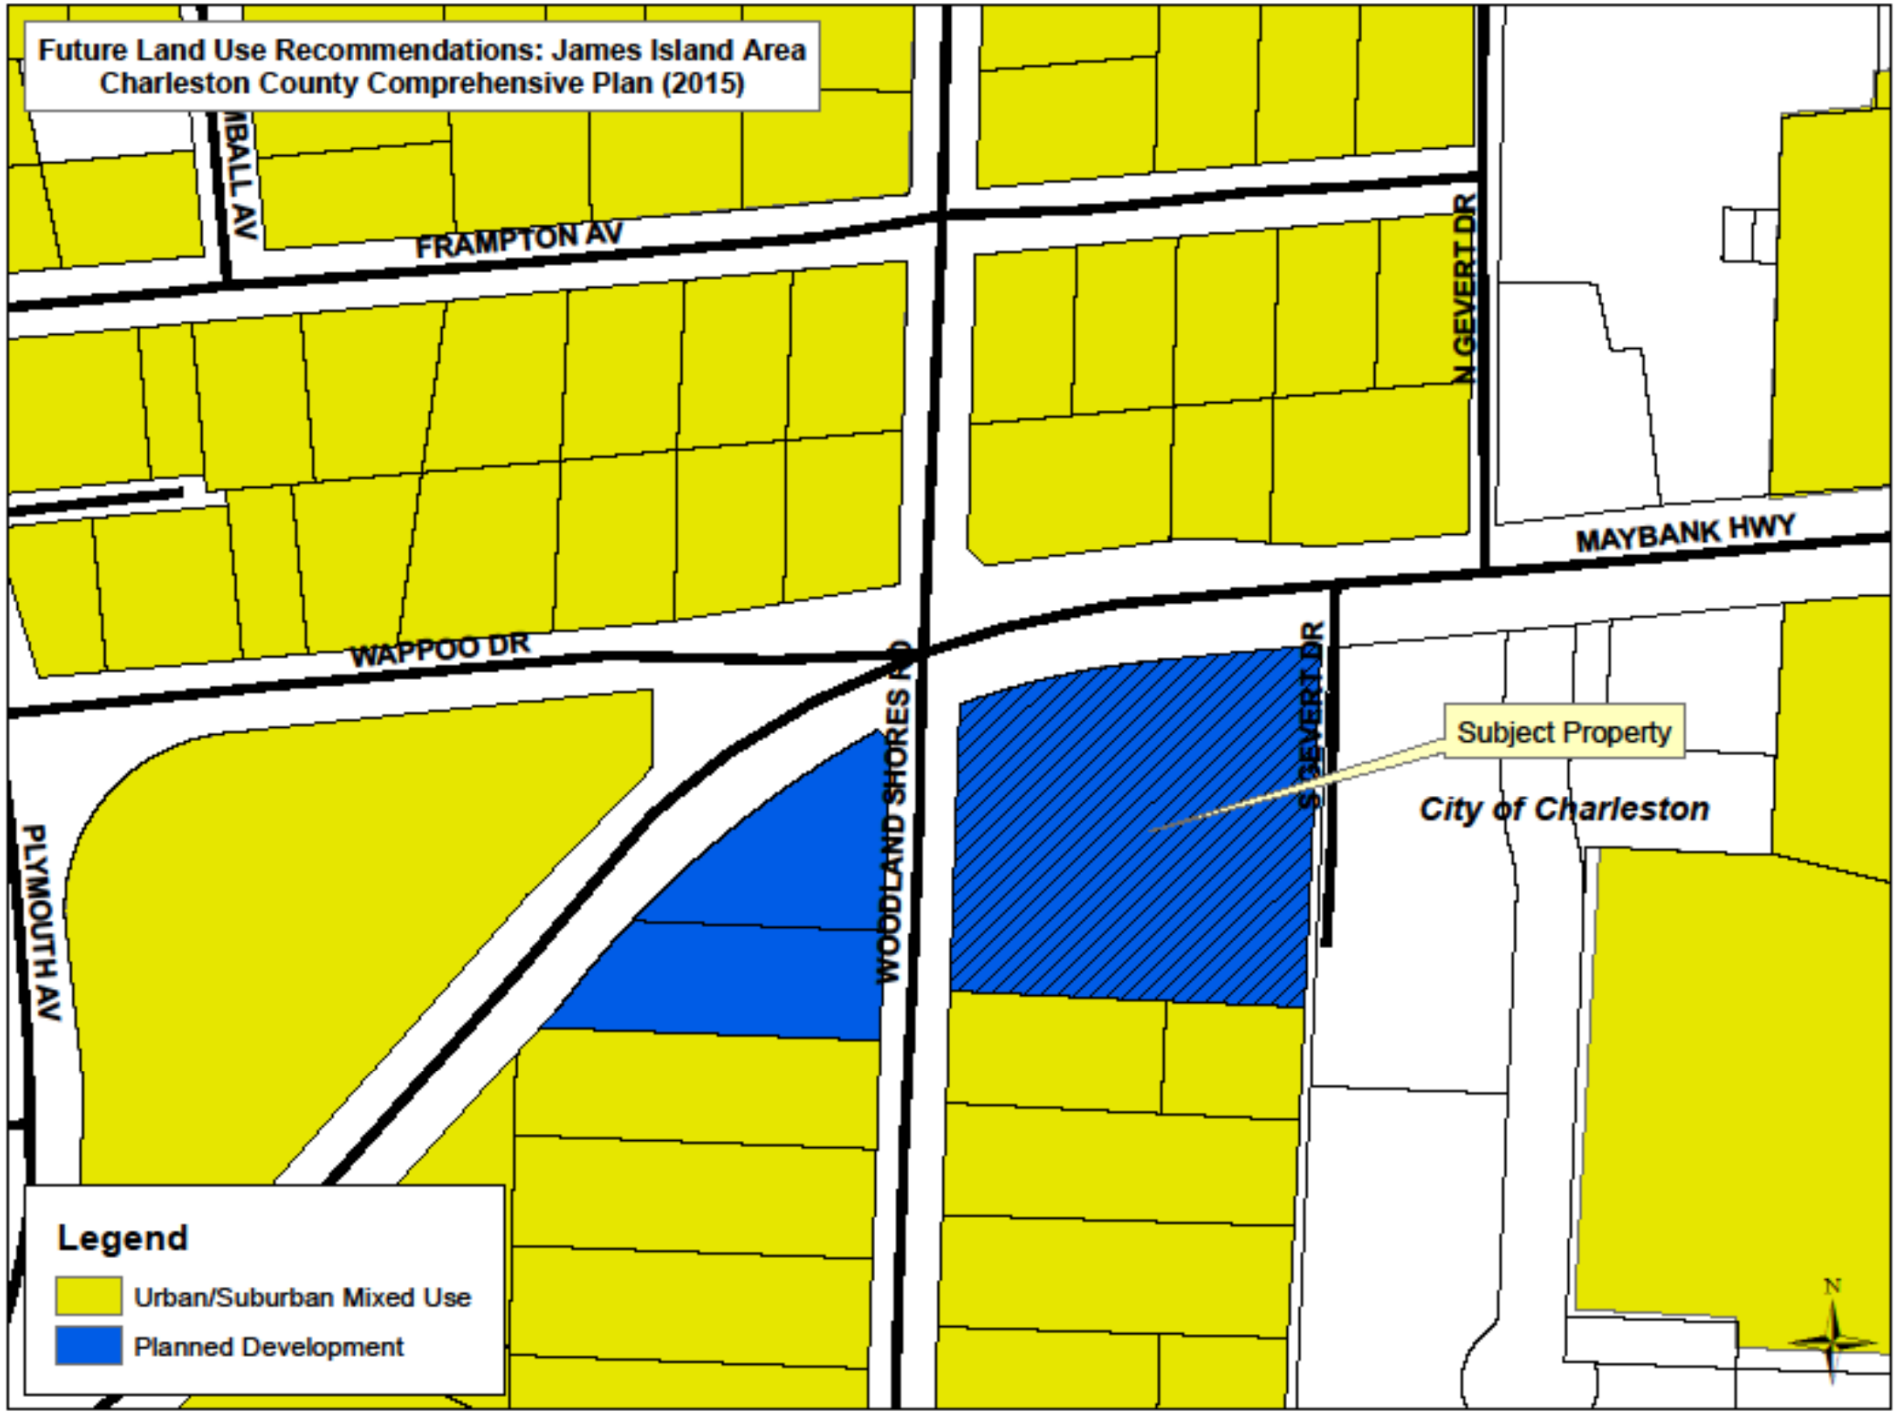 Future Land Use Recommendations: James Island Area
Charleston County Comprehensive Plan (2015)
MBALL AV
FRAMPTON AV
N GEVERT DR
MAYBANK HWY
WAPPOO DR
WOODLAND SHORES RD
S GEVERT DR
Subject Property
City of Charleston
PLYMOUTH AV
Legend
Urban/Suburban Mixed Use
Planned Development
N